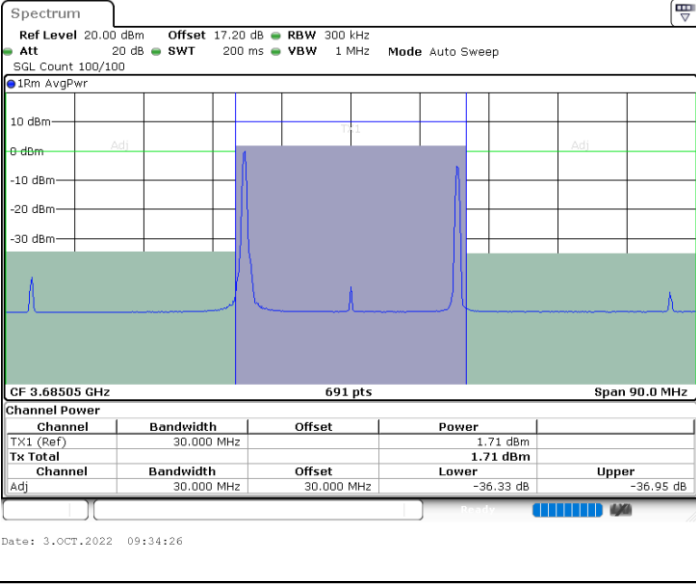 Spectrum
Ref Level 20.00 dBm Offset 17.20 dB RBW 300 kHz
Att 20 dB SWT 200 ms VBW 1 MHz Mode Auto Sweep
SGL Count 100/100
1Rm AvgPwr
10 dBm
TX1
Adj
Adj
0 dBm
-10 dBm
-20 dBm
-30 dBm
CF 3.68505 GHz 691 pts Span 90.0 MHz
Channel Power
Channel Bandwidth Offset Power
TX1 (Ref) 30.000 MHz 1.71 dBm
Tx Total 1.71 dBm
Channel Bandwidth Offset Lower Upper
Adj 30.000 MHz 30.000 MHz -36.33 dB -36.95 dB
Ready
Date: 3.OCT.2022 09:34:26